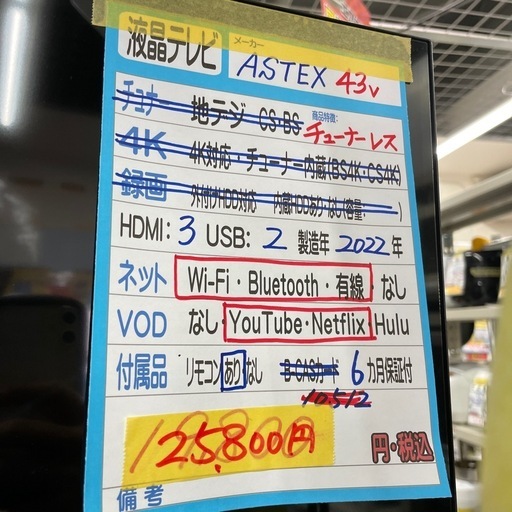 液晶テレビ メーカー ASTEX 43v
チュナー 地デジ・CS・BS 商品特徴: チューナーレス
4K 4K対応・チューナー内蔵(BS4K・CS4K)
録画 外付けHDD対応 内蔵HDDあり・なし(容量: )
HDMI: 3 USB: 2 製造年 2022年
ネット Wi-Fi・Bluetooth・有線・なし
VOD なし YouTube・Netflix・Hulu
付属品 リモコン あり なし B-CASカード 6カ月保証付
10512
25,800円 円・税込
備考